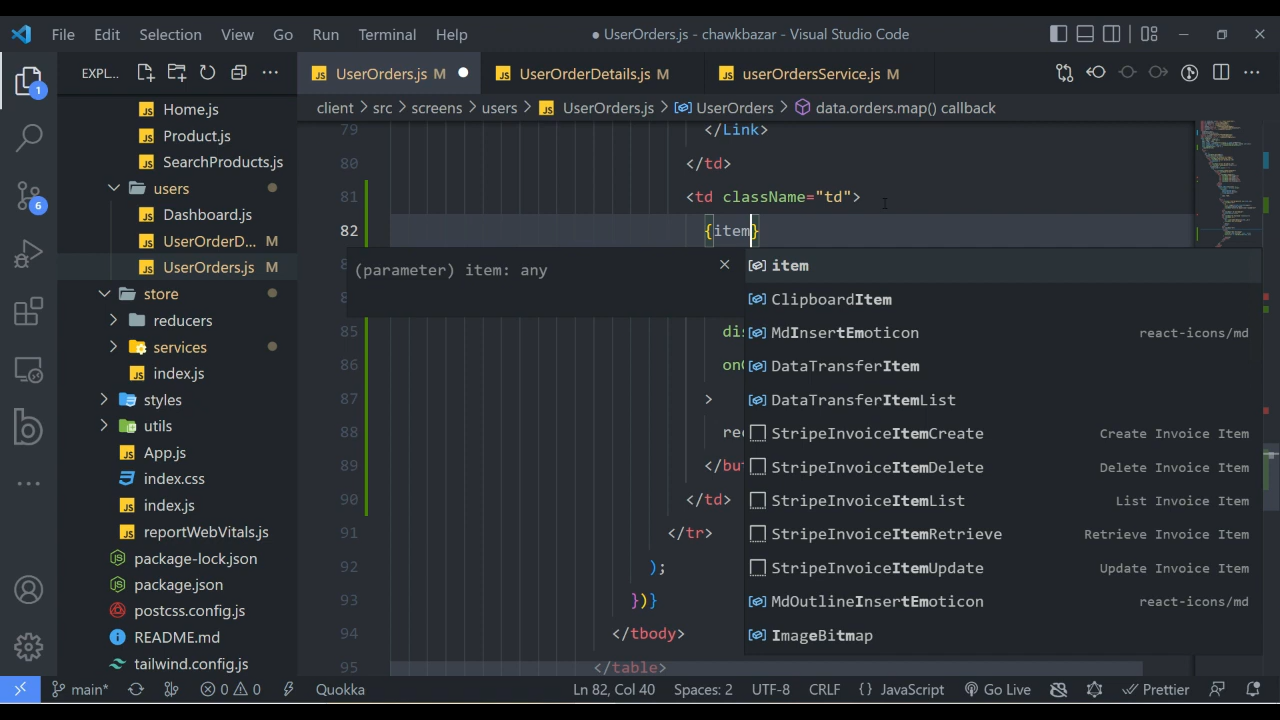 File Edit Selection View Go Run Terminal Help
● UserOrders.js - chawkbazar - Visual Studio Code
EXPL...
UserOrders.js M
UserOrderDetails.js M
userOrdersService.js M
client > src > screens > users > UserOrders.js > UserOrders > data.orders.map() callback
Home.js
Product.js
SearchProducts.js
users
Dashboard.js
UserOrderD... M
UserOrders.js M
store
reducers
services
index.js
styles
utils
App.js
index.css
index.js
reportWebVitals.js
package-lock.json
package.json
postcss.config.js
README.md
tailwind.config.js
1
6
79 </Link>
80 </td>
81 <td className="td">
82 {item}
(parameter) item: any
85 dis
86 on
87 >
88 rec
89 </bu
90 </td>
91 </tr>
92 );
93 })}
94 </tbody>
95 </table>
item
ClipboardItem
MdInsertEmoticon react-icons/md
DataTransferItem
DataTransferItemList
StripeInvoiceItemCreate Create Invoice Item
StripeInvoiceItemDelete Delete Invoice Item
StripeInvoiceItemList List Invoice Item
StripeInvoiceItemRetrieve Retrieve Invoice Item
StripeInvoiceItemUpdate Update Invoice Item
MdOutlineInsertEmoticon react-icons/md
ImageBitmap
main* 0 0 Quokka Ln 82, Col 40 Spaces: 2 UTF-8 CRLF {} JavaScript Go Live Prettier